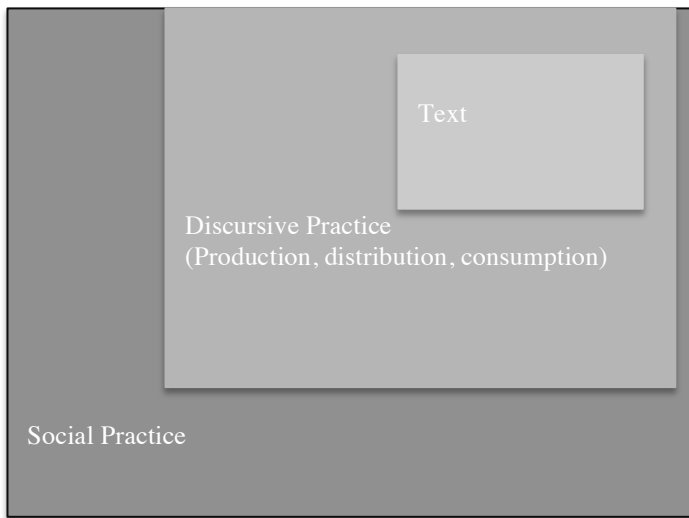 Text
Discursive Practice
(Production, distribution, consumption)
Social Practice